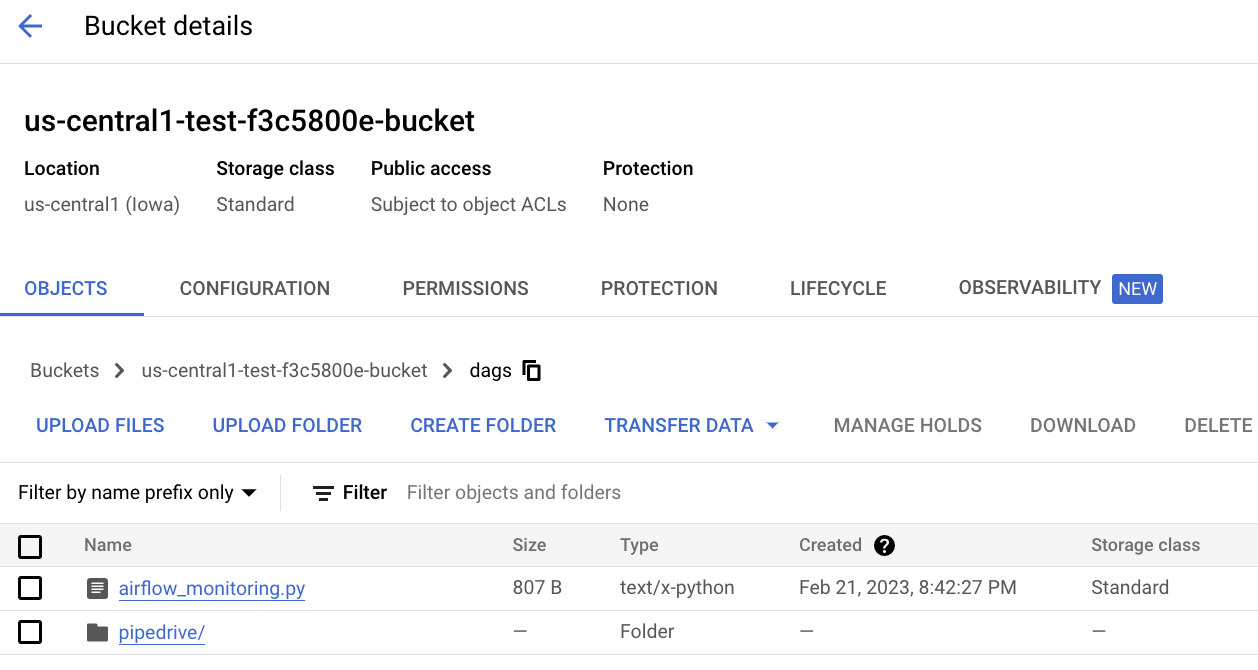 Bucket details
us-central1-test-f3c5800e-bucket
Location Storage class Public access Protection
us-central1 (Iowa) Standard Subject to object ACLs None
OBJECTS CONFIGURATION PERMISSIONS PROTECTION LIFECYCLE OBSERVABILITY NEW
Buckets > us-central1-test-f3c5800e-bucket > dags
UPLOAD FILES UPLOAD FOLDER CREATE FOLDER TRANSFER DATA MANAGE HOLDS DOWNLOAD DELETE
Filter by name prefix only Filter Filter objects and folders
Name Size Type Created ? Storage class
airflow_monitoring.py 807 B text/x-python Feb 21, 2023, 8:42:27 PM Standard
pipedrive/ — Folder — —